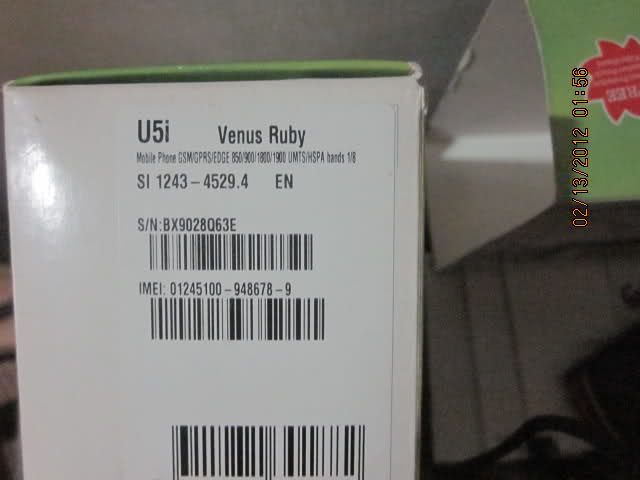 U5i Venus Ruby
Mobile Phone GSM/GPRS/EDGE 850/900/1800/1900 UMTS/HSPA bands 1/8
SI 1243-4529.4 EN
S/N:BX9028Q63E
IMEI: 01245100-948678-9
FREE
02/13/2012 01:56